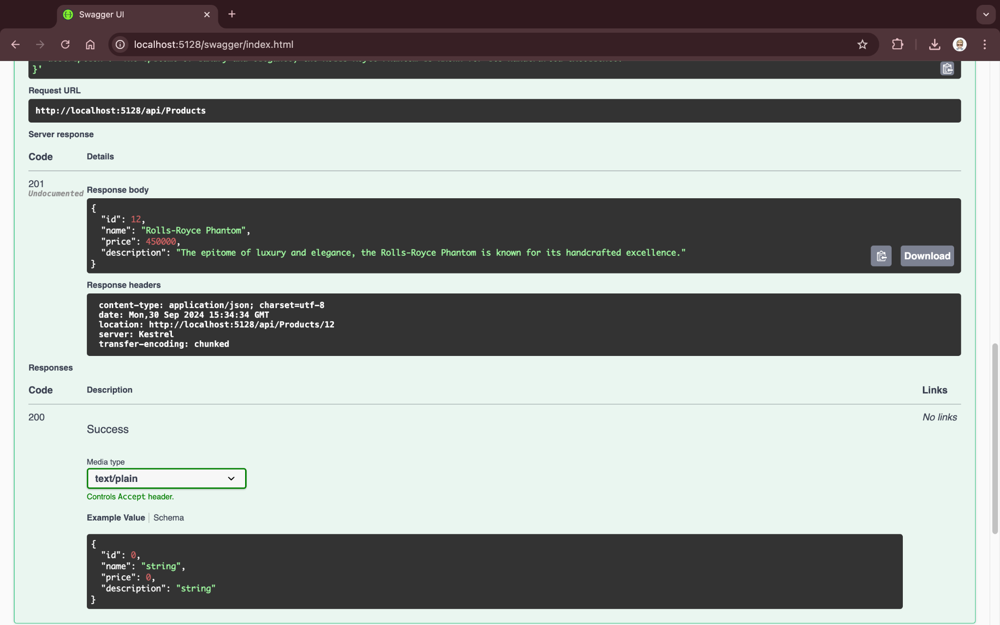 Swagger UI
localhost:5128/swagger/index.html
}'
Request URL
http://localhost:5128/api/Products
Server response
Code Details
201
Undocumented
Response body
{
"id": 12,
"name": "Rolls-Royce Phantom",
"price": 450000,
"description": "The epitome of luxury and elegance, the Rolls-Royce Phantom is known for its handcrafted excellence."
}
Download
Response headers
content-type: application/json; charset=utf-8
date: Mon,30 Sep 2024 15:34:34 GMT
location: http://localhost:5128/api/Products/12
server: Kestrel
transfer-encoding: chunked
Responses
Code Description Links
200 No links
Success
Media type
text/plain
Controls Accept header.
Example Value Schema
{
"id": 0,
"name": "string",
"price": 0,
"description": "string"
}